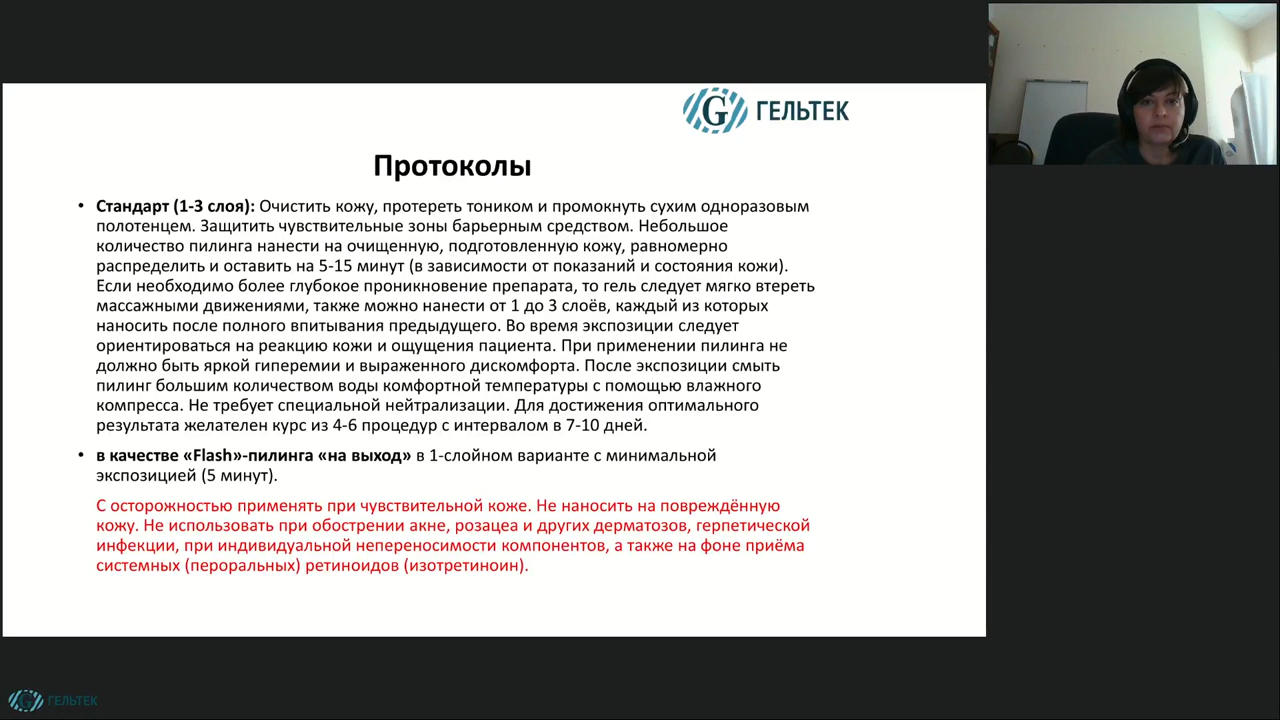 ГЕЛЬТЕК
Протоколы
• Стандарт (1-3 слоя): Очистить кожу, протереть тоником и промокнуть сухим одноразовым
полотенцем. Защитить чувствительные зоны барьерным средством. Небольшое
количество пилинга нанести на очищенную, подготовленную кожу, равномерно
распределить и оставить на 5-15 минут (в зависимости от показаний и состояния кожи).
Если необходимо более глубокое проникновение препарата, то гель следует мягко втереть
массажными движениями, также можно нанести от 1 до 3 слоёв, каждый из которых
наносить после полного впитывания предыдущего. Во время экспозиции следует
ориентироваться на реакцию кожи и ощущения пациента. При применении пилинга не
должно быть яркой гиперемии и выраженного дискомфорта. После экспозиции смыть
пилинг большим количеством воды комфортной температуры с помощью влажного
компресса. Не требует специальной нейтрализации. Для достижения оптимального
результата желателен курс из 4-6 процедур с интервалом в 7-10 дней.
• в качестве «Flash»-пилинга «на выход» в 1-слойном варианте с минимальной
экспозицией (5 минут).
С осторожностью применять при чувствительной коже. Не наносить на повреждённую
кожу. Не использовать при обострении акне, розацеа и других дерматозов, герпетической
инфекции, при индивидуальной непереносимости компонентов, а также на фоне приёма
системных (пероральных) ретиноидов (изотретиноин).
ГЕЛЬТЕК